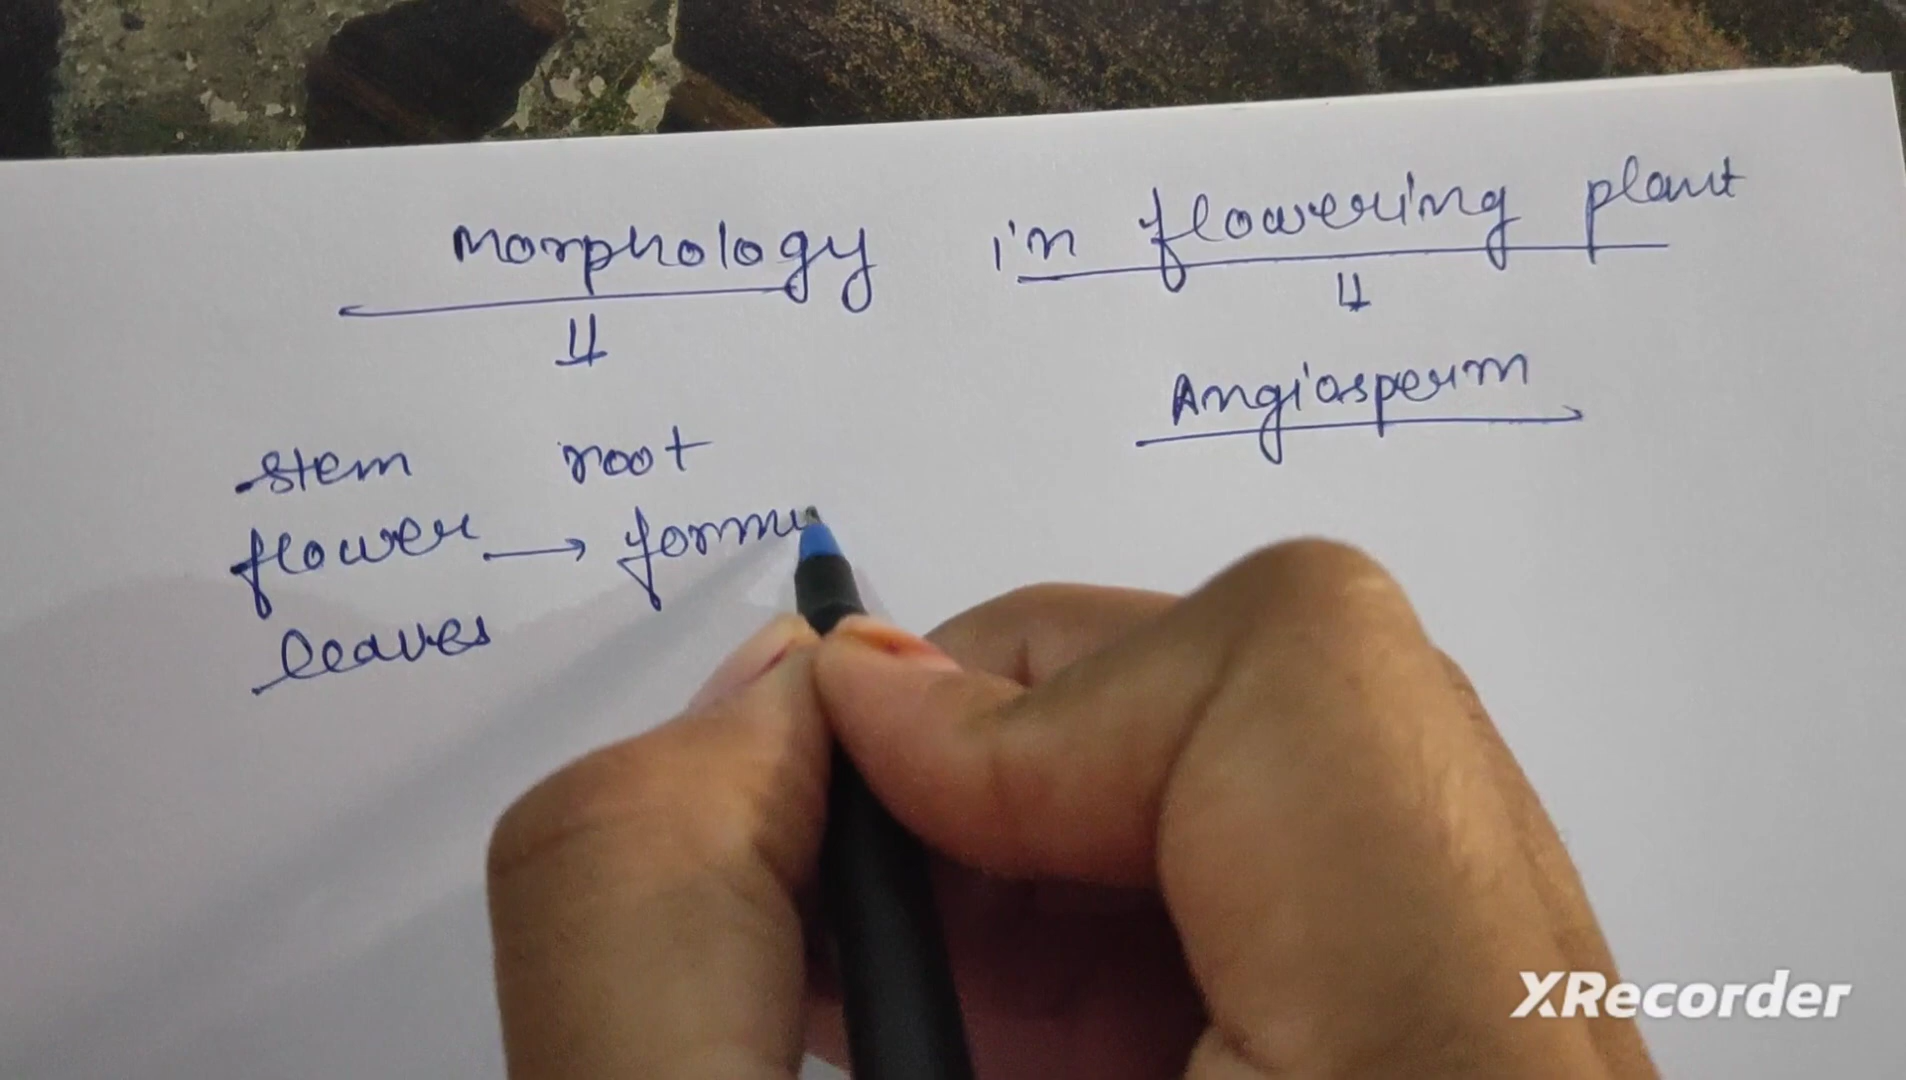 Morphology in flowering plant
⇓ ⇓
Angiosperm
stem root
flower → formu
leaves
XRecorder